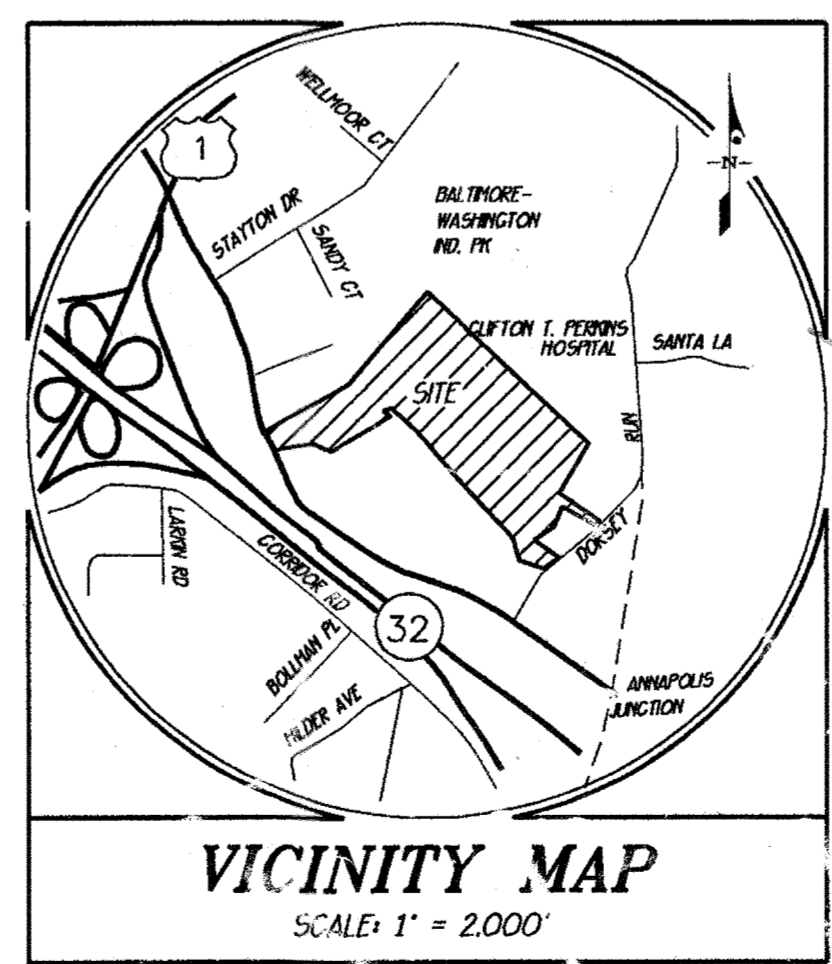 WELLMOOR CT
1
STAYTON DR
SANDY CT
BALTIMORE-
WASHINGTON
IND. PK
N
CLIFTON T. PERKINS
HOSPITAL
SANTA LA
SITE
RUN
DORSEY
LARKIN RD
CORRIDOR RD
32
BOLLMAN PL
HILDER AVE
ANNAPOLIS
JUNCTION
VICINITY MAP
SCALE: 1" = 2,000'